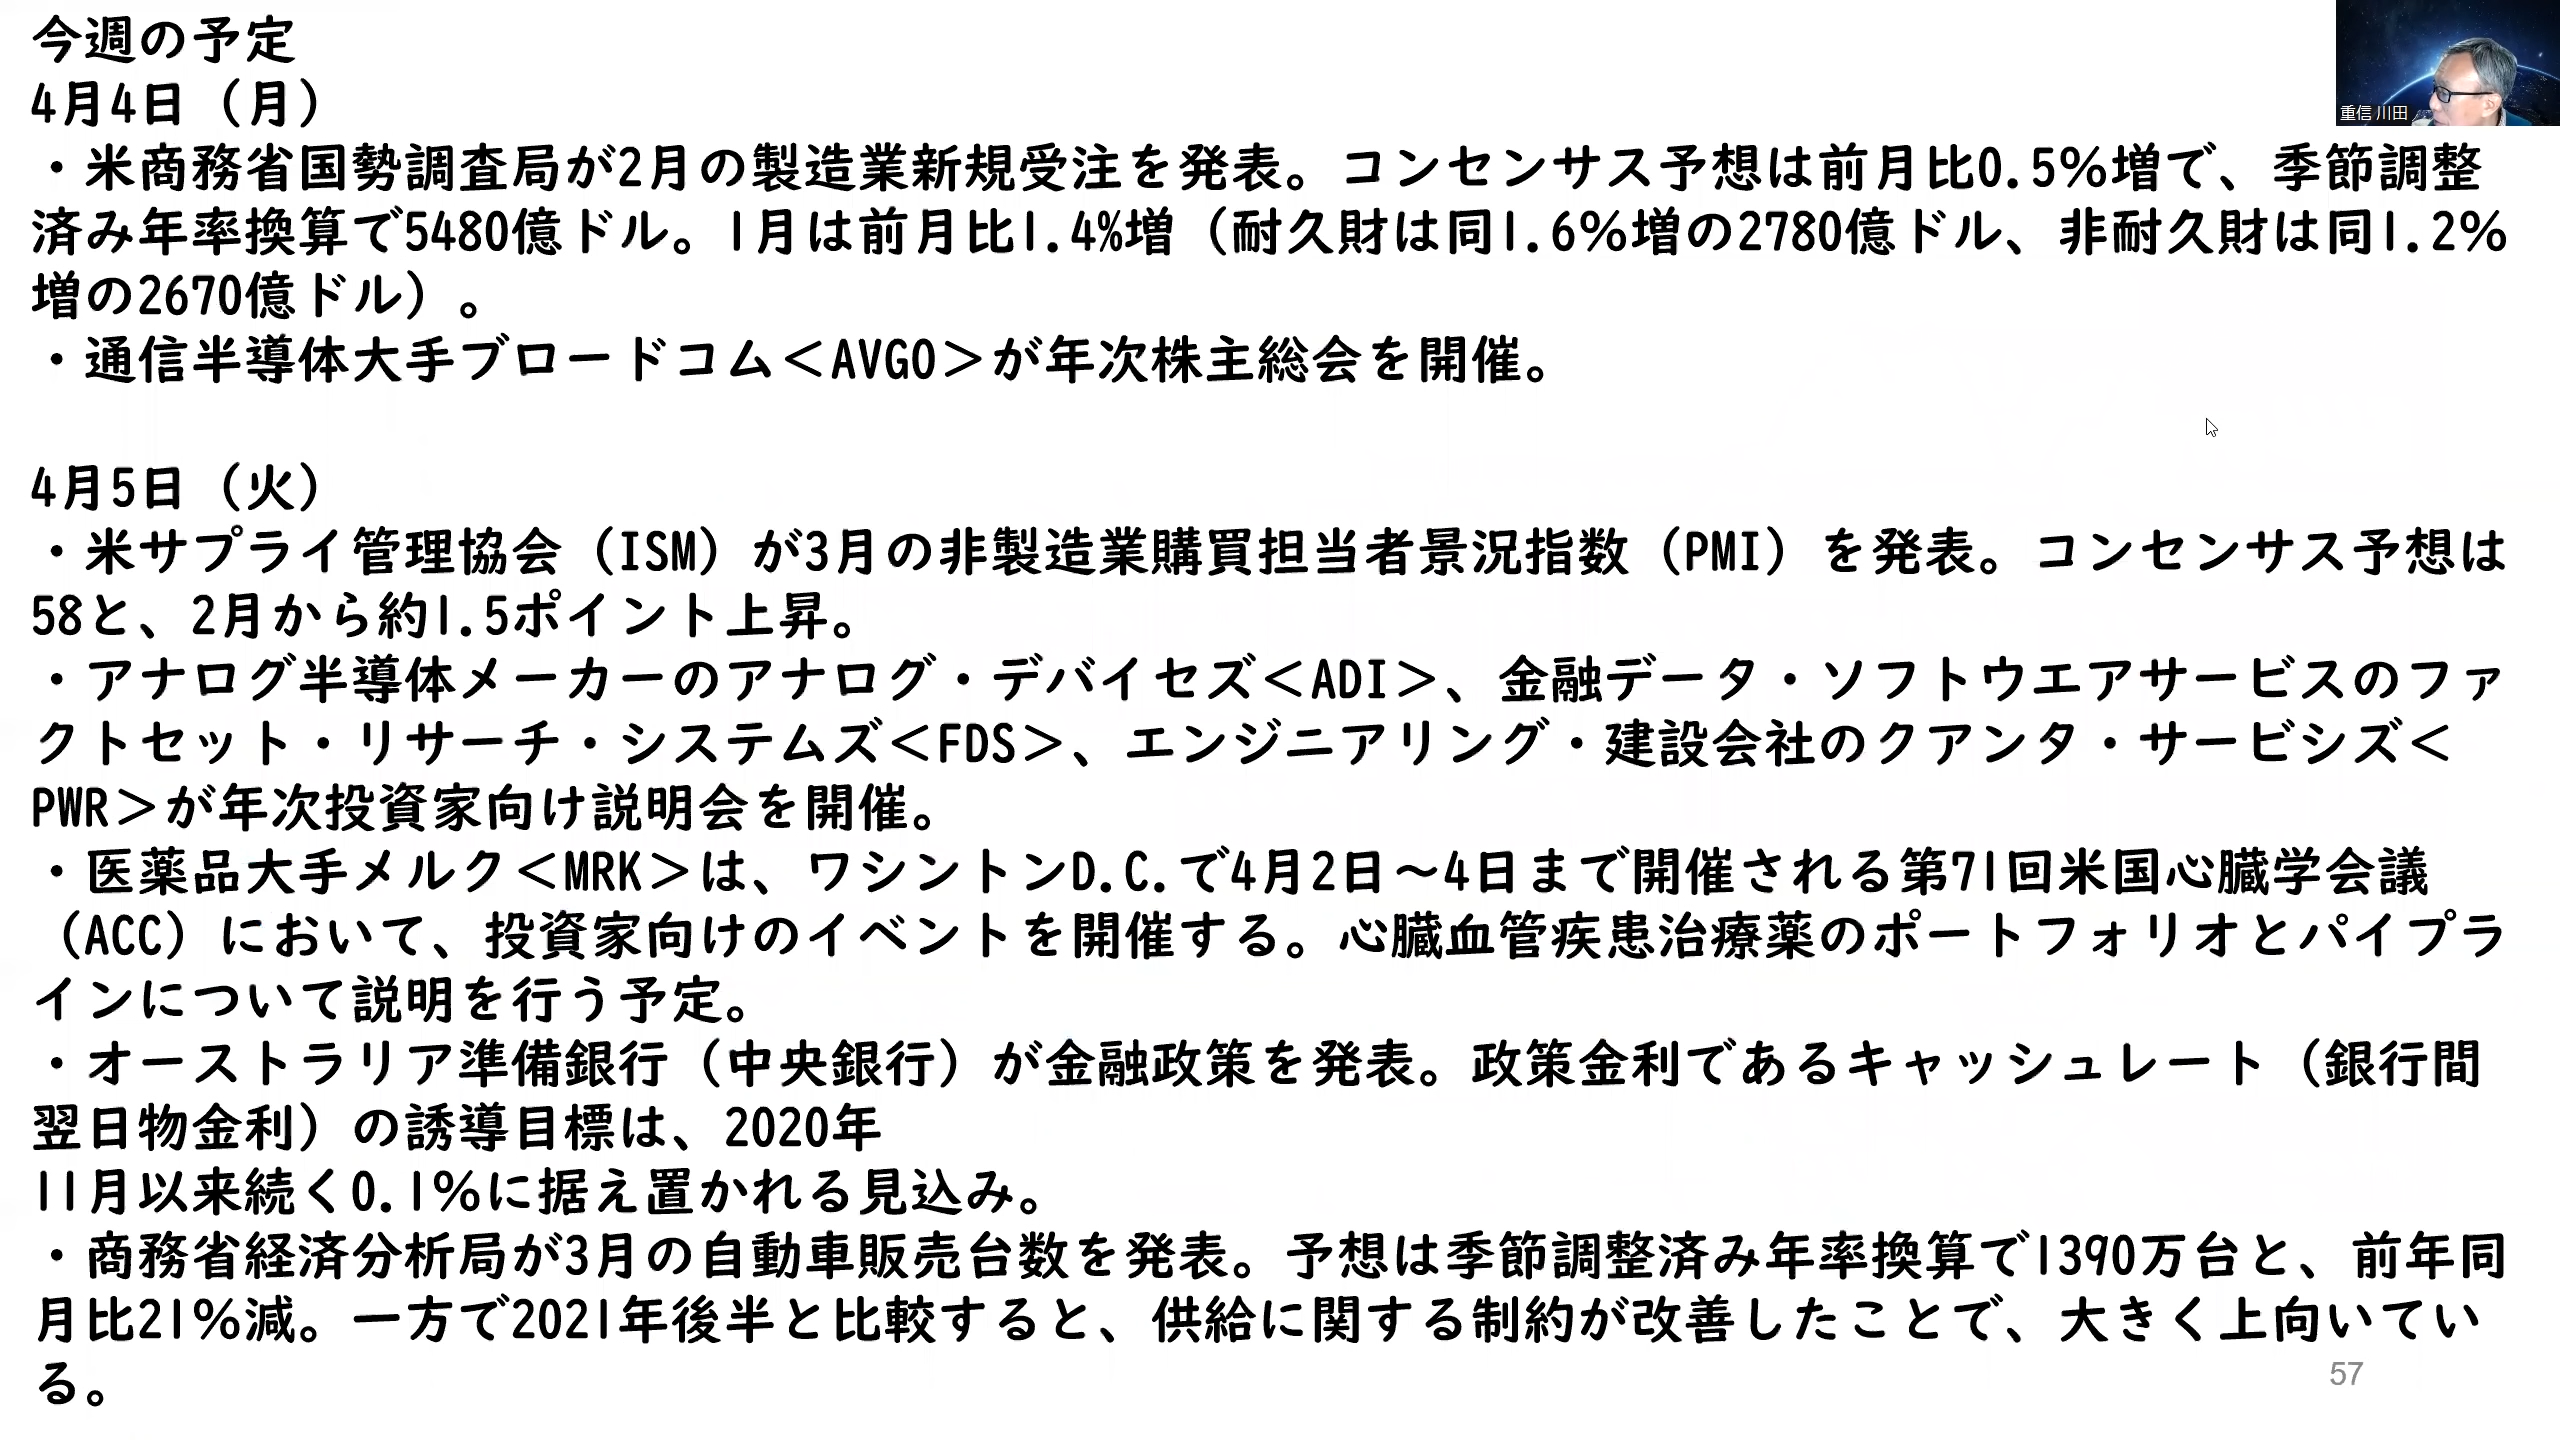 今週の予定
4月4日（月）
・米商務省国勢調査局が2月の製造業新規受注を発表。コンセンサス予想は前月比0.5%増で、季節調整
済み年率換算で5480億ドル。1月は前月比1.4%増（耐久財は同1.6%増の2780億ドル、非耐久財は同1.2%
増の2670億ドル）。
・通信半導体大手ブロードコム＜AVGO＞が年次株主総会を開催。
4月5日（火）
・米サプライ管理協会（ISM）が3月の非製造業購買担当者景況指数（PMI）を発表。コンセンサス予想は
58と、2月から約1.5ポイント上昇。
・アナログ半導体メーカーのアナログ・デバイセズ＜ADI＞、金融データ・ソフトウエアサービスのファ
クトセット・リサーチ・システムズ＜FDS＞、エンジニアリング・建設会社のクアンタ・サービシズ＜
PWR＞が年次投資家向け説明会を開催。
・医薬品大手メルク＜MRK＞は、ワシントンD.C.で4月2日～4日まで開催される第71回米国心臓学会議
（ACC）において、投資家向けのイベントを開催する。心臓血管疾患治療薬のポートフォリオとパイプラ
インについて説明を行う予定。
・オーストラリア準備銀行（中央銀行）が金融政策を発表。政策金利であるキャッシュレート（銀行間
翌日物金利）の誘導目標は、2020年
11月以来続く0.1%に据え置かれる見込み。
・商務省経済分析局が3月の自動車販売台数を発表。予想は季節調整済み年率換算で1390万台と、前年同
月比21%減。一方で2021年後半と比較すると、供給に関する制約が改善したことで、大きく上向いてい
る。
57
重信 川田